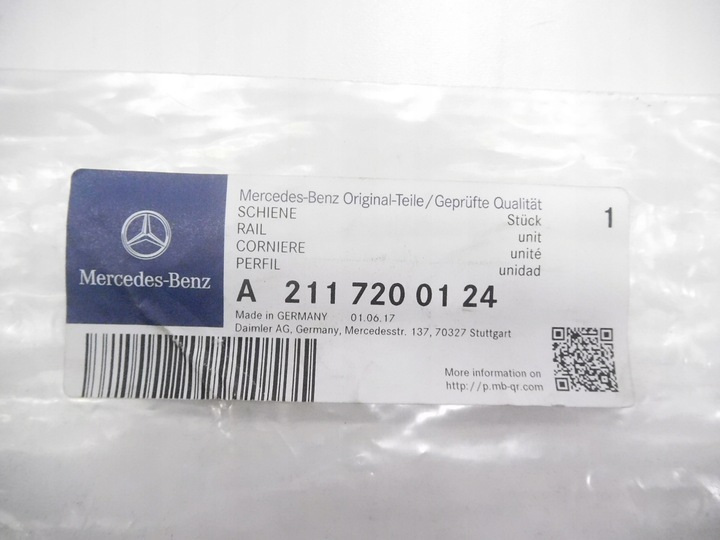 Mercedes-Benz
Mercedes-Benz Original-Teile/Geprüfte Qualität
SCHIENE Stück 1
RAIL unit
CORNIERE unité
PERFIL unidad
A 211 720 01 24
Made in GERMANY 01.06.17
Daimler AG, Germany, Mercedesstr. 137, 70327 Stuttgart
More information on
http://p.mb-qr.com